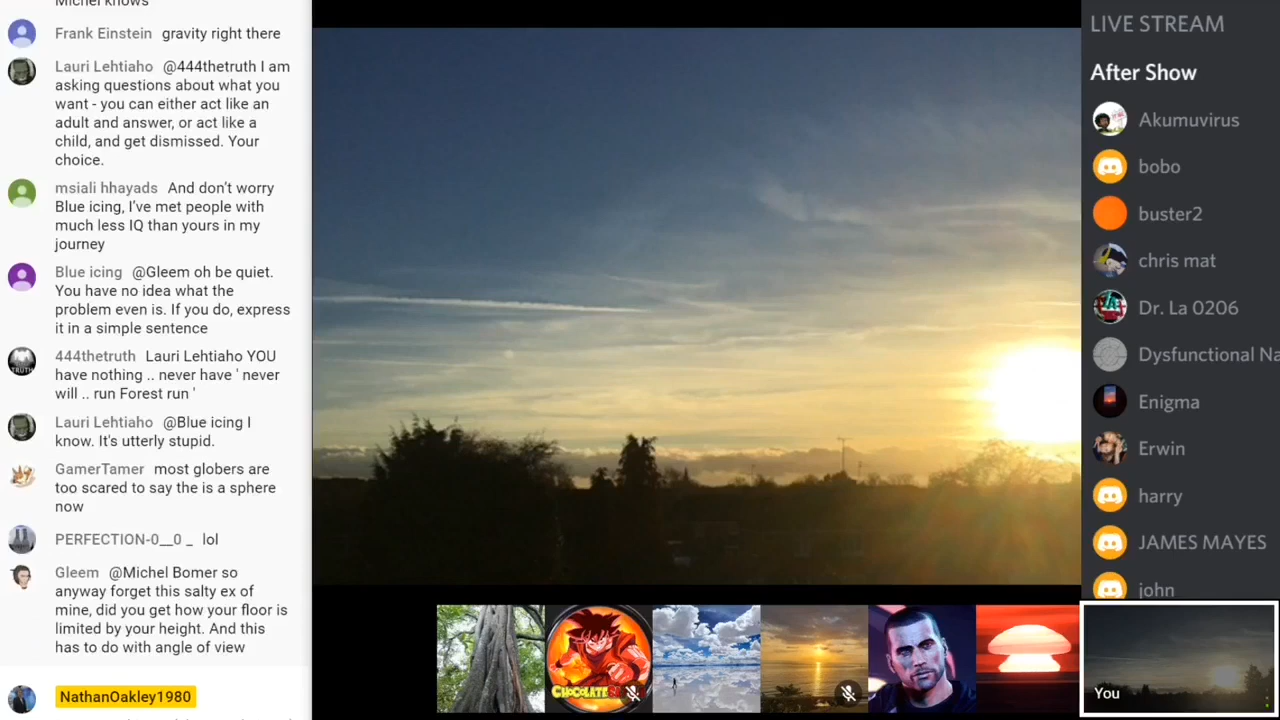 Michel knows
Frank Einstein gravity right there
Lauri Lehtiaho @444thetruth I am
asking questions about what you
want - you can either act like an
adult and answer, or act like a
child, and get dismissed. Your
choice.
msiali hhayads And don't worry
Blue icing, I've met people with
much less IQ than yours in my
journey
Blue icing @Gleem oh be quiet.
You have no idea what the
problem even is. If you do, express
it in a simple sentence
444thetruth Lauri Lehtiaho YOU
have nothing .. never have ' never
will .. run Forest run '
Lauri Lehtiaho @Blue icing I
know. It's utterly stupid.
GamerTamer most globers are
too scared to say the is a sphere
now
PERFECTION-0__0 _ lol
Gleem @Michel Bomer so
anyway forget this salty ex of
mine, did you get how your floor is
limited by your height. And this
has to do with angle of view
NathanOakley1980
TRUTH
CHOCOLATE
LIVE STREAM
After Show
Akumuvirus
bobo
buster2
chris mat
Dr. La 0206
Dysfunctional Na
Enigma
Erwin
harry
JAMES MAYES
john
You